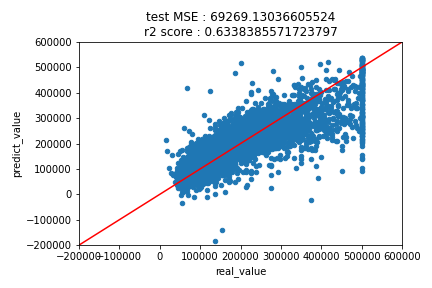 test MSE : 69269.13036605524
r2 score : 0.6338385571723797
600000
500000
400000
300000
200000
100000
0
−100000
−200000
predict_value
−200000 −100000 0 100000 200000 300000 400000 500000 600000
real_value